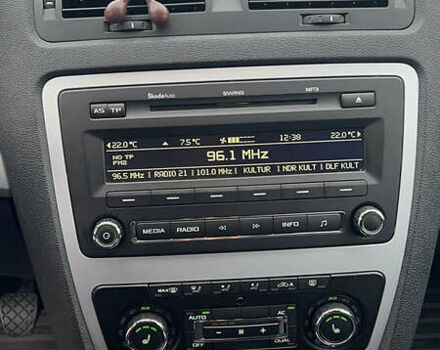 ŠkodaAuto SWING MP3
AS TP
22.0°C 7.5°C 12:38 22.0°C
NO TP
FM2
96.1 MHz
96.5 MHz | RADIO 21 | 101.0 MHz | KULTUR | NDR KULT | DLF KULT
MEDIA RADIO INFO
MAX A
AUTO AC
OFF DUAL